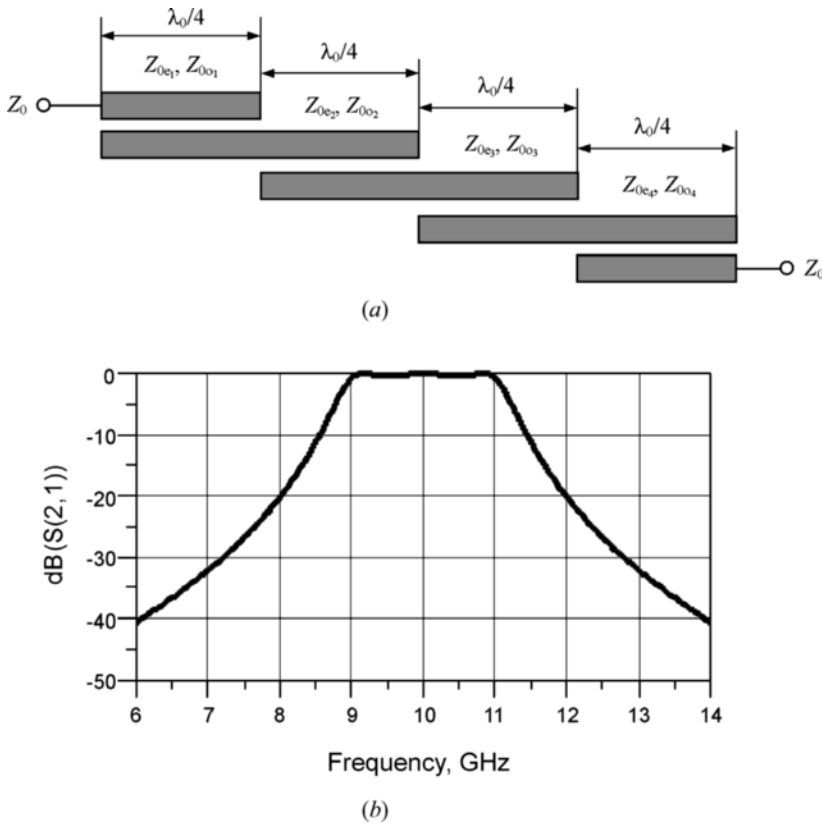 λ₀/4
Z₀ₑ₁, Z₀ₒ₁
λ₀/4
Z₀
Z₀ₑ₂, Z₀ₒ₂
λ₀/4
Z₀ₑ₃, Z₀ₒ₃
λ₀/4
Z₀ₑ₄, Z₀ₒ₄
Z₀
(a)
dB(S(2,1))
0
-10
-20
-30
-40
-50
6 7 8 9 10 11 12 13 14
Frequency, GHz
(b)